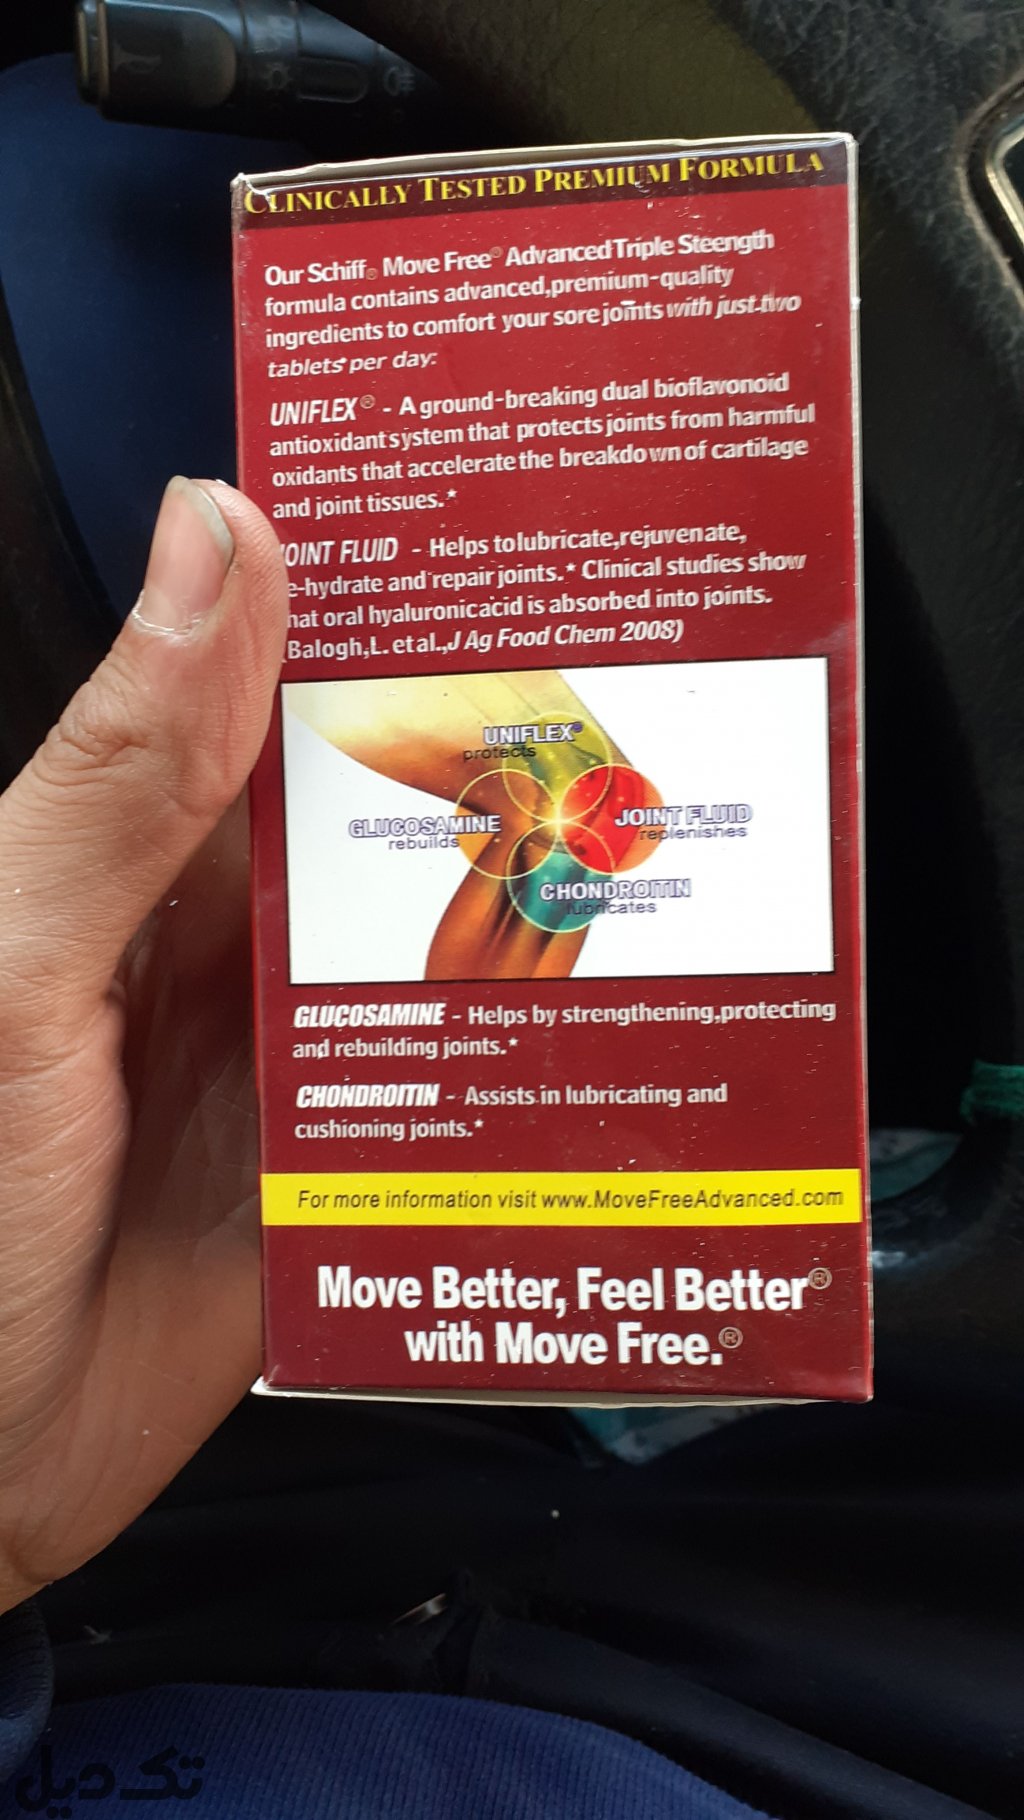 CLINICALLY TESTED PREMIUM FORMULA
Our Schiff® Move Free® Advanced Triple Steength
formula contains advanced,premium-quality
ingredients to comfort your sore joints with just two
tablets* per day:
UNIFLEX® - A ground-breaking dual bioflavonoid
antioxidant system that protects joints from harmful
oxidants that accelerate the breakdown of cartilage
and joint tissues.*
OINT FLUID - Helps to lubricate,rejuvenate,
e-hydrate and repair joints.* Clinical studies show
hat oral hyaluronic acid is absorbed into joints.
(Balogh,L. et al.,J Ag Food Chem 2008)
UNIFLEX®
protects
GLUCOSAMINE
rebuilds
JOINT FLUID
replenishes
CHONDROITIN
lubricates
GLUCOSAMINE - Helps by strengthening,protecting
and rebuilding joints.*
CHONDROITIN - Assists in lubricating and
cushioning joints.*
For more information visit www.MoveFreeAdvanced.com
Move Better, Feel Better®
with Move Free.®
تک دیل